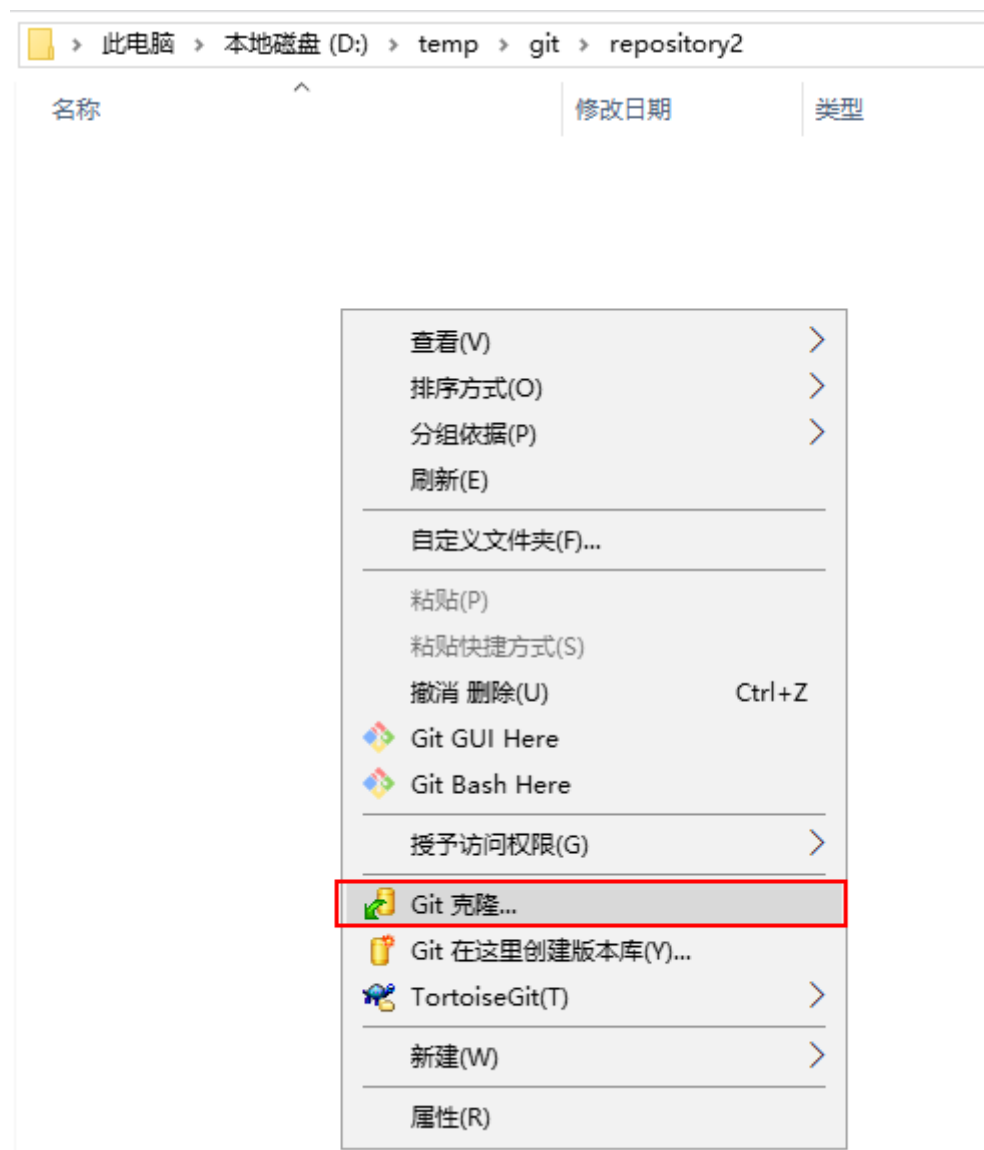 此电脑 > 本地磁盘 (D:) > temp > git > repository2
名称 修改日期 类型
查看(V)
排序方式(O)
分组依据(P)
刷新(E)
自定义文件夹(F)...
粘贴(P)
粘贴快捷方式(S)
撤消 删除(U) Ctrl+Z
Git GUI Here
Git Bash Here
授予访问权限(G)
Git 克隆...
Git 在这里创建版本库(Y)...
TortoiseGit(T)
新建(W)
属性(R)